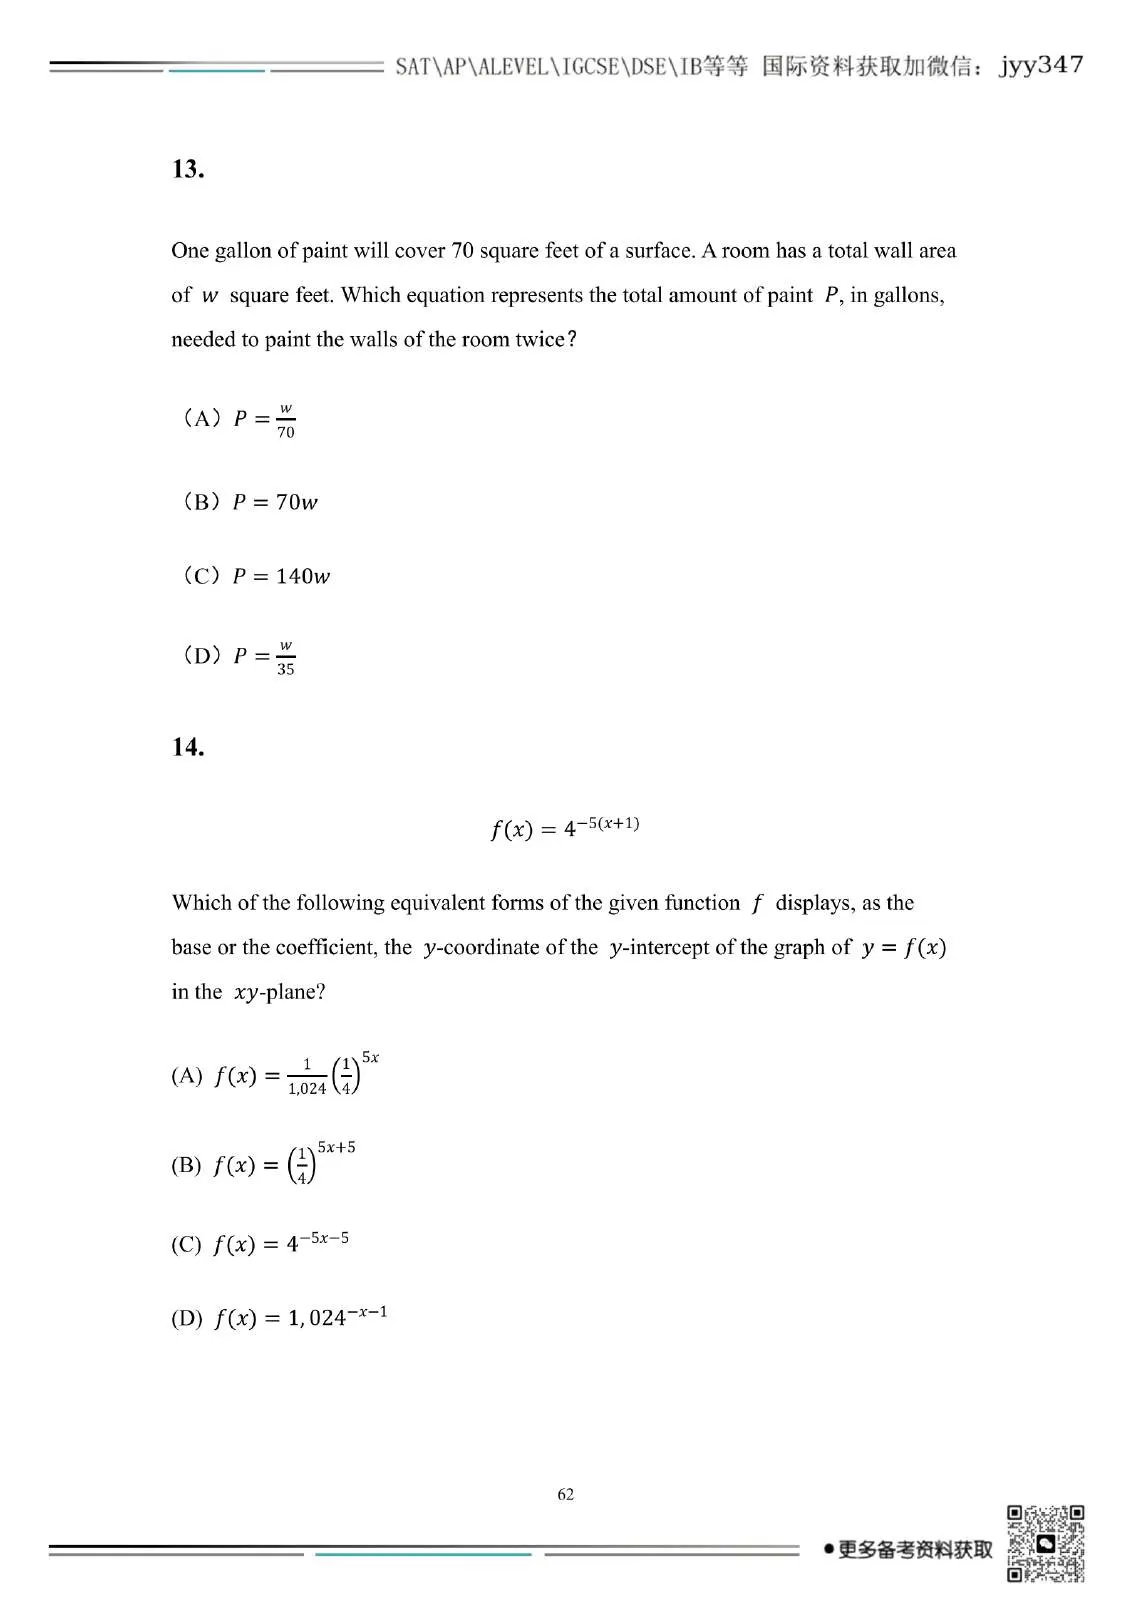 SAT\AP\ALEVEL\IGCSE\DSE\IB等等 国际资料获取加微信: jyy347
13.
One gallon of paint will cover 70 square feet of a surface. A room has a total wall area
of w square feet. Which equation represents the total amount of paint P, in gallons,
needed to paint the walls of the room twice?
（A）P = w/70
（B）P = 70w
（C）P = 140w
（D）P = w/35
14.
f(x) = 4^{−5(x+1)}
Which of the following equivalent forms of the given function f displays, as the
base or the coefficient, the y-coordinate of the y-intercept of the graph of y = f(x)
in the xy-plane?
(A) f(x) = 1/1,024 (1/4)^{5x}
(B) f(x) = (1/4)^{5x+5}
(C) f(x) = 4^{−5x−5}
(D) f(x) = 1,024^{−x−1}
62
●更多备考资料获取